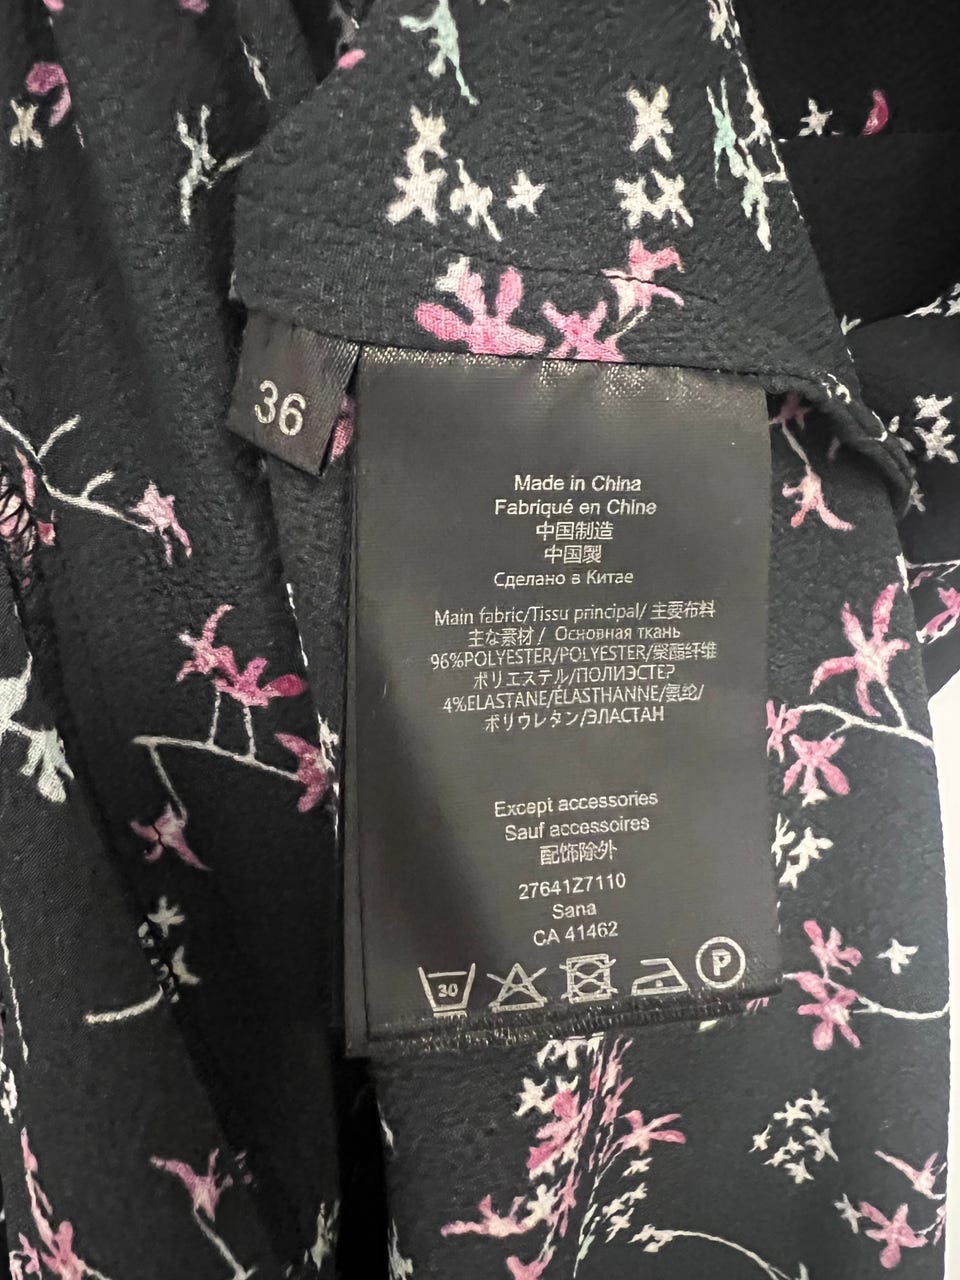 36
Made in China
Fabriqué en Chine
中国制造
中国製
Сделано в Китае
Main fabric/Tissu principal/ 主要布料
主な素材 / Основная ткань
96%POLYESTER/POLYESTER/聚酯纤维
ポリエステル/ПОЛИЭСТЕР
4%ELASTANE/ÉLASTHANNE/氨纶/
ポリウレタン/ЭЛАСТАН
Except accessories
Sauf accessoires
配饰除外
27641Z7110
Sana
CA 41462
30
P